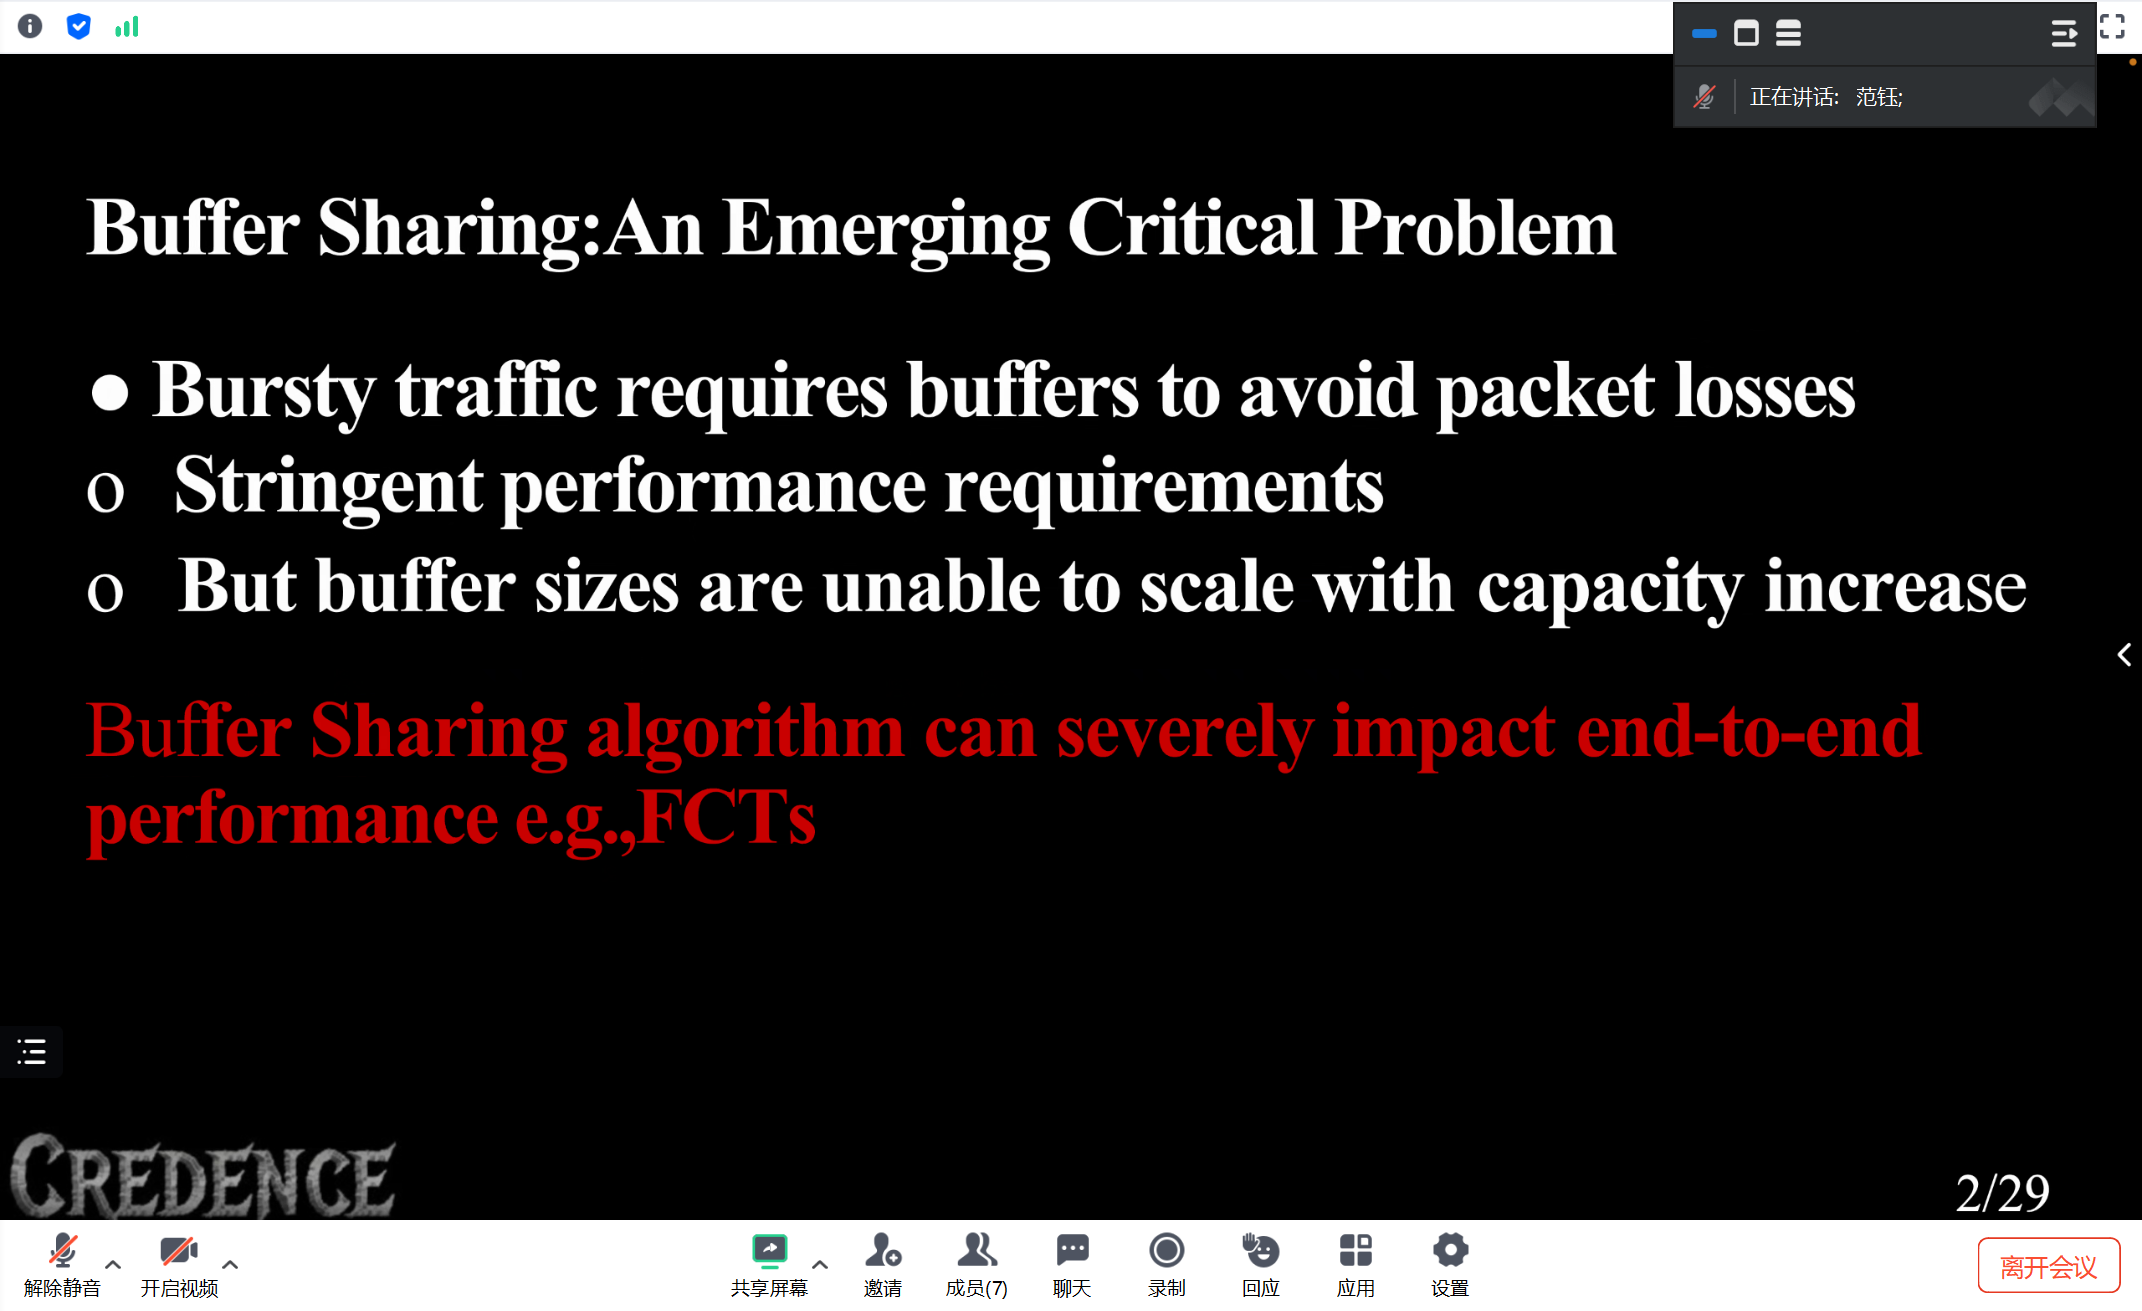 正在讲话: 范钰;
Buffer Sharing:An Emerging Critical Problem
● Bursty traffic requires buffers to avoid packet losses
o Stringent performance requirements
o But buffer sizes are unable to scale with capacity increase
Buffer Sharing algorithm can severely impact end-to-end
performance e.g.,FCTs
CREDENCE
2/29
解除静音
开启视频
共享屏幕
邀请
成员(7)
聊天
录制
回应
应用
设置
离开会议